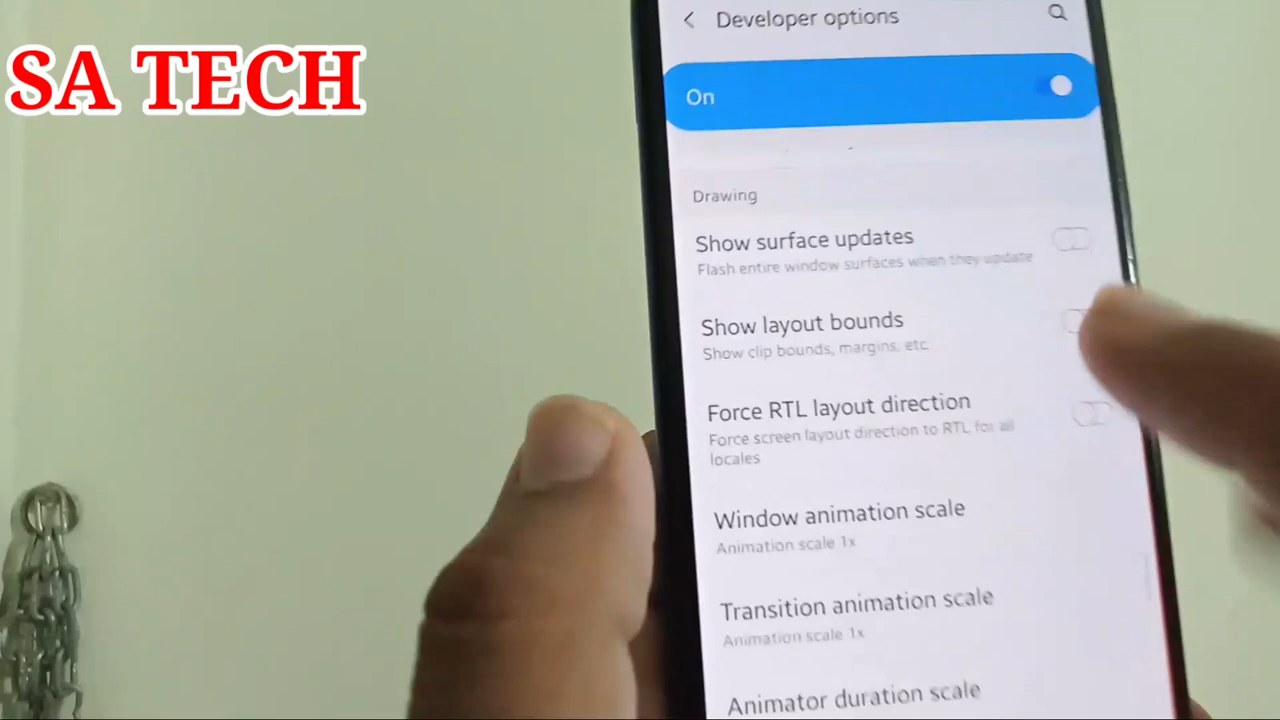 SA TECH
Developer options
On
Drawing
Show surface updates
Flash entire window surfaces when they update
Show layout bounds
Show clip bounds, margins, etc.
Force RTL layout direction
Force screen layout direction to RTL for all
locales
Window animation scale
Animation scale 1x
Transition animation scale
Animation scale 1x
Animator duration scale